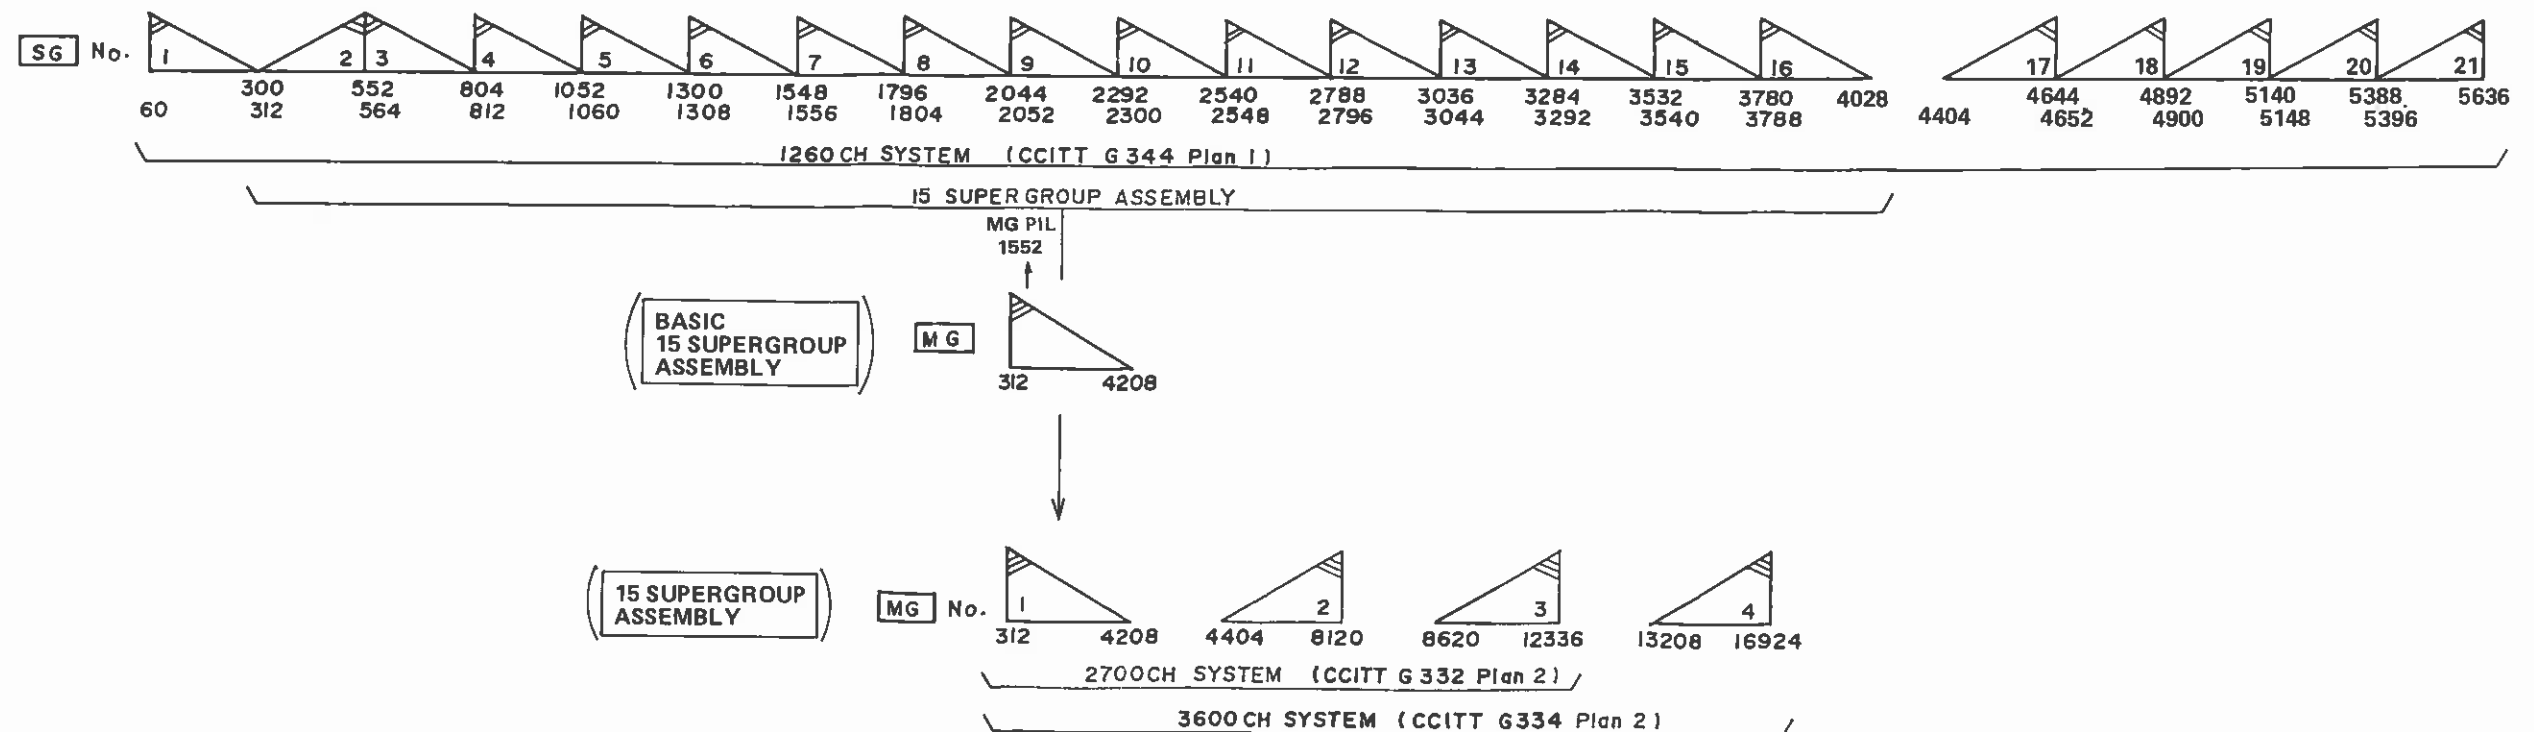 SG No. 1 2 3 4 5 6 7 8 9 10 11 12 13 14 15 16 17 18 19 20 21
300 552 804 1052 1300 1548 1796 2044 2292 2540 2788 3036 3284 3532 3780 4028 4644 4892 5140 5388 5636
60 312 564 812 1060 1308 1556 1804 2052 2300 2548 2796 3044 3292 3540 3788 4404 4652 4900 5148 5396
1260 CH SYSTEM (CCITT G 344 Plan 1)
15 SUPERGROUP ASSEMBLY
MG PIL
1552
BASIC
15 SUPERGROUP
ASSEMBLY
MG
312 4208
15 SUPERGROUP
ASSEMBLY
MG No. 1 2 3 4
312 4208 4404 8120 8620 12336 13208 16924
2700CH SYSTEM (CCITT G 332 Plan 2)
3600CH SYSTEM (CCITT G334 Plan 2)